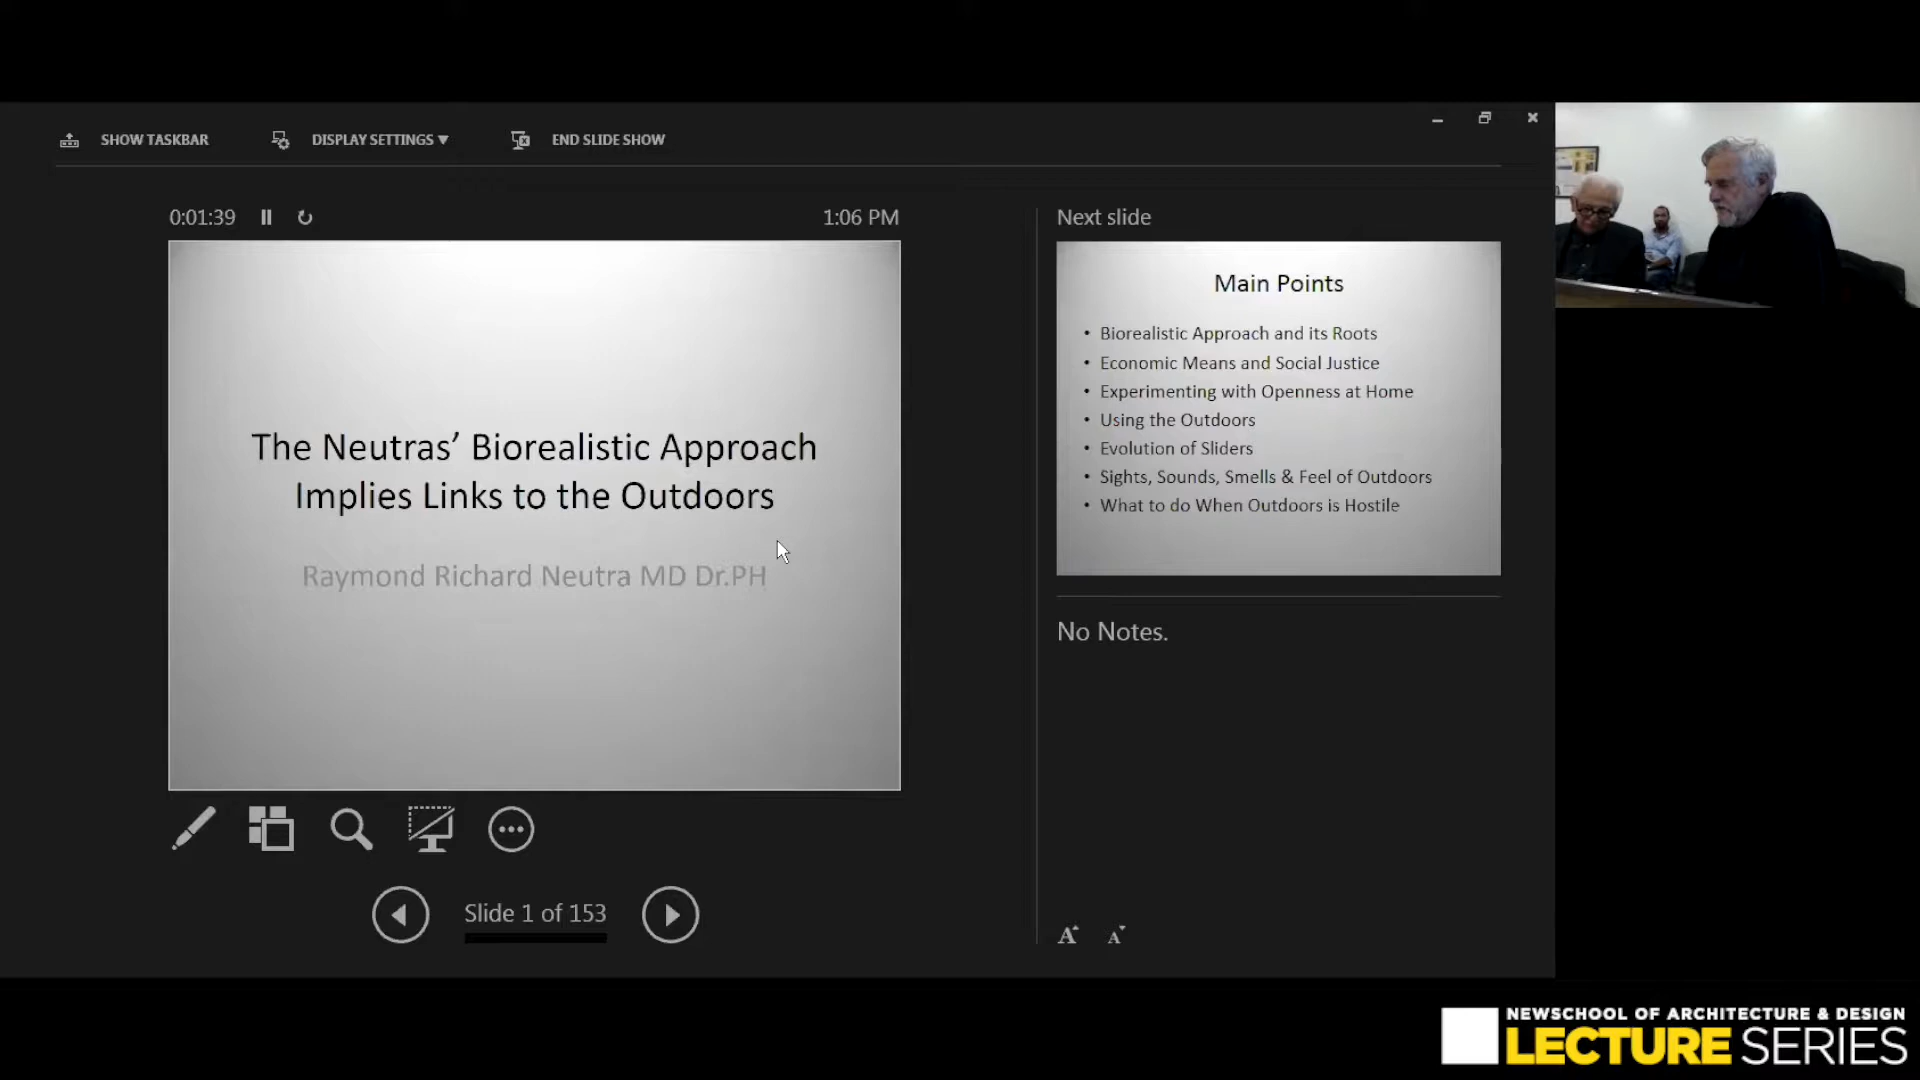 SHOW TASKBAR
DISPLAY SETTINGS
END SLIDE SHOW
0:01:39
1:06 PM
The Neutras’ Biorealistic Approach
Implies Links to the Outdoors
Raymond Richard Neutra MD Dr.PH
Slide 1 of 153
Next slide
Main Points
• Biorealistic Approach and its Roots
• Economic Means and Social Justice
• Experimenting with Openness at Home
• Using the Outdoors
• Evolution of Sliders
• Sights, Sounds, Smells & Feel of Outdoors
• What to do When Outdoors is Hostile
No Notes.
A A
NEWSCHOOL OF ARCHITECTURE & DESIGN
LECTURE SERIES